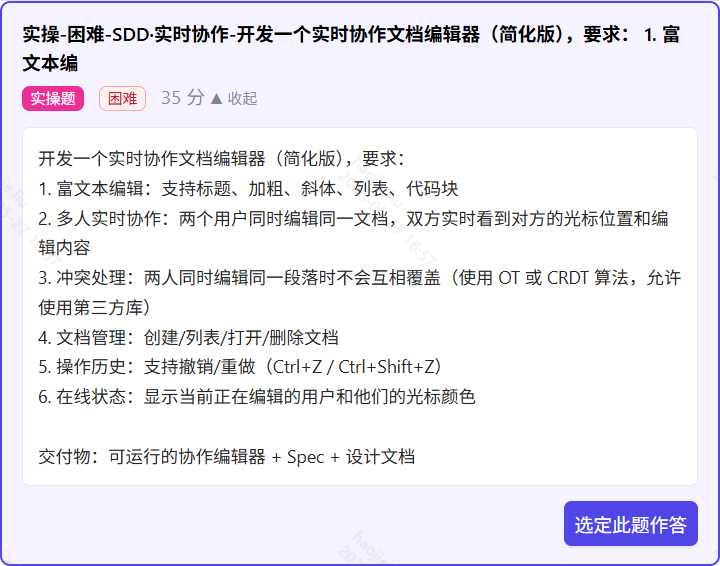 实操-困难-SDD·实时协作-开发一个实时协作文档编辑器（简化版），要求： 1. 富
文本编
实操题 困难 35 分 ▲ 收起
开发一个实时协作文档编辑器（简化版），要求：
1. 富文本编辑：支持标题、加粗、斜体、列表、代码块
2. 多人实时协作：两个用户同时编辑同一文档，双方实时看到对方的光标位置和编
辑内容
3. 冲突处理：两人同时编辑同一段落时不会互相覆盖（使用 OT 或 CRDT 算法，允许
使用第三方库）
4. 文档管理：创建/列表/打开/删除文档
5. 操作历史：支持撤销/重做（Ctrl+Z / Ctrl+Shift+Z）
6. 在线状态：显示当前正在编辑的用户和他们的光标颜色
交付物：可运行的协作编辑器 + Spec + 设计文档
选定此题作答